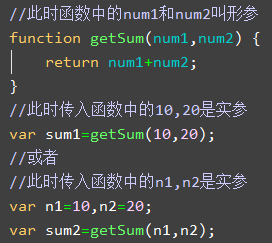 //此时函数中的num1和num2叫形参
function getSum(num1,num2) {
    return num1+num2;
}
//此时传入函数中的10,20是实参
var sum1=getSum(10,20);
//或者
//此时传入函数中的n1,n2是实参
var n1=10,n2=20;
var sum2=getSum(n1,n2);